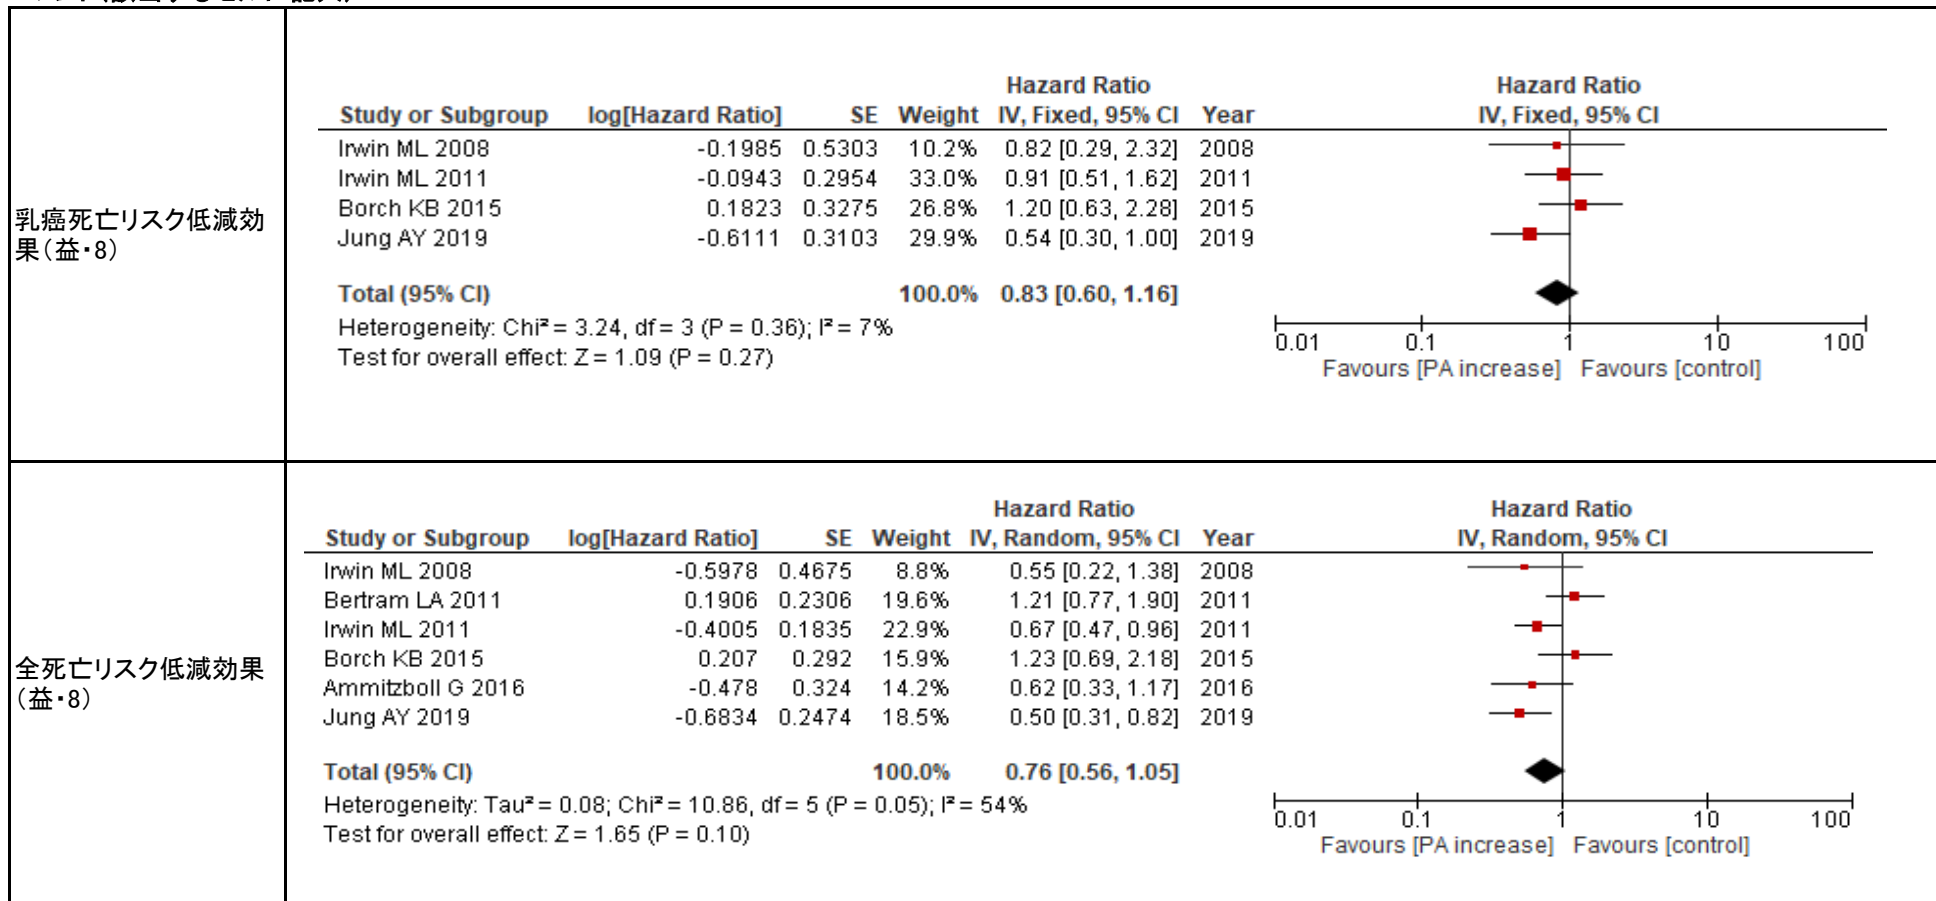 乳癌死亡リスク低減効
果（益・8）
Hazard Ratio Hazard Ratio
Study or Subgroup log[Hazard Ratio] SE Weight IV, Fixed, 95% CI Year IV, Fixed, 95% CI
Irwin ML 2008 -0.1985 0.5303 10.2% 0.82 [0.29, 2.32] 2008
Irwin ML 2011 -0.0943 0.2954 33.0% 0.91 [0.51, 1.62] 2011
Borch KB 2015 0.1823 0.3275 26.8% 1.20 [0.63, 2.28] 2015
Jung AY 2019 -0.6111 0.3103 29.9% 0.54 [0.30, 1.00] 2019
Total (95% CI) 100.0% 0.83 [0.60, 1.16]
Heterogeneity: Chi² = 3.24, df = 3 (P = 0.36); I² = 7%
Test for overall effect: Z = 1.09 (P = 0.27)
0.01 0.1 1 10 100
Favours [PA increase] Favours [control]
全死亡リスク低減効果
（益・8）
Hazard Ratio Hazard Ratio
Study or Subgroup log[Hazard Ratio] SE Weight IV, Random, 95% CI Year IV, Random, 95% CI
Irwin ML 2008 -0.5978 0.4675 8.8% 0.55 [0.22, 1.38] 2008
Bertram LA 2011 0.1906 0.2306 19.6% 1.21 [0.77, 1.90] 2011
Irwin ML 2011 -0.4005 0.1835 22.9% 0.67 [0.47, 0.96] 2011
Borch KB 2015 0.207 0.292 15.9% 1.23 [0.69, 2.18] 2015
Ammitzboll G 2016 -0.478 0.324 14.2% 0.62 [0.33, 1.17] 2016
Jung AY 2019 -0.6834 0.2474 18.5% 0.50 [0.31, 0.82] 2019
Total (95% CI) 100.0% 0.76 [0.56, 1.05]
Heterogeneity: Tau² = 0.08; Chi² = 10.86, df = 5 (P = 0.05); I² = 54%
Test for overall effect: Z = 1.65 (P = 0.10)
0.01 0.1 1 10 100
Favours [PA increase] Favours [control]